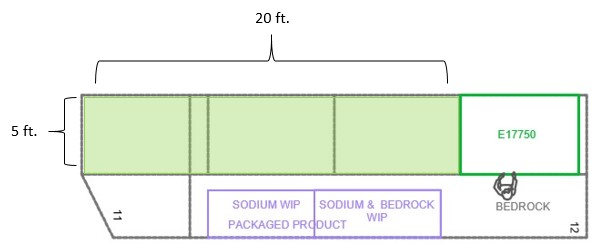 20 ft.
5 ft.
E17750
SODIUM WIP
PACKAGED PRODUCT
SODIUM & BEDROCK
WIP
BEDROCK
11
12